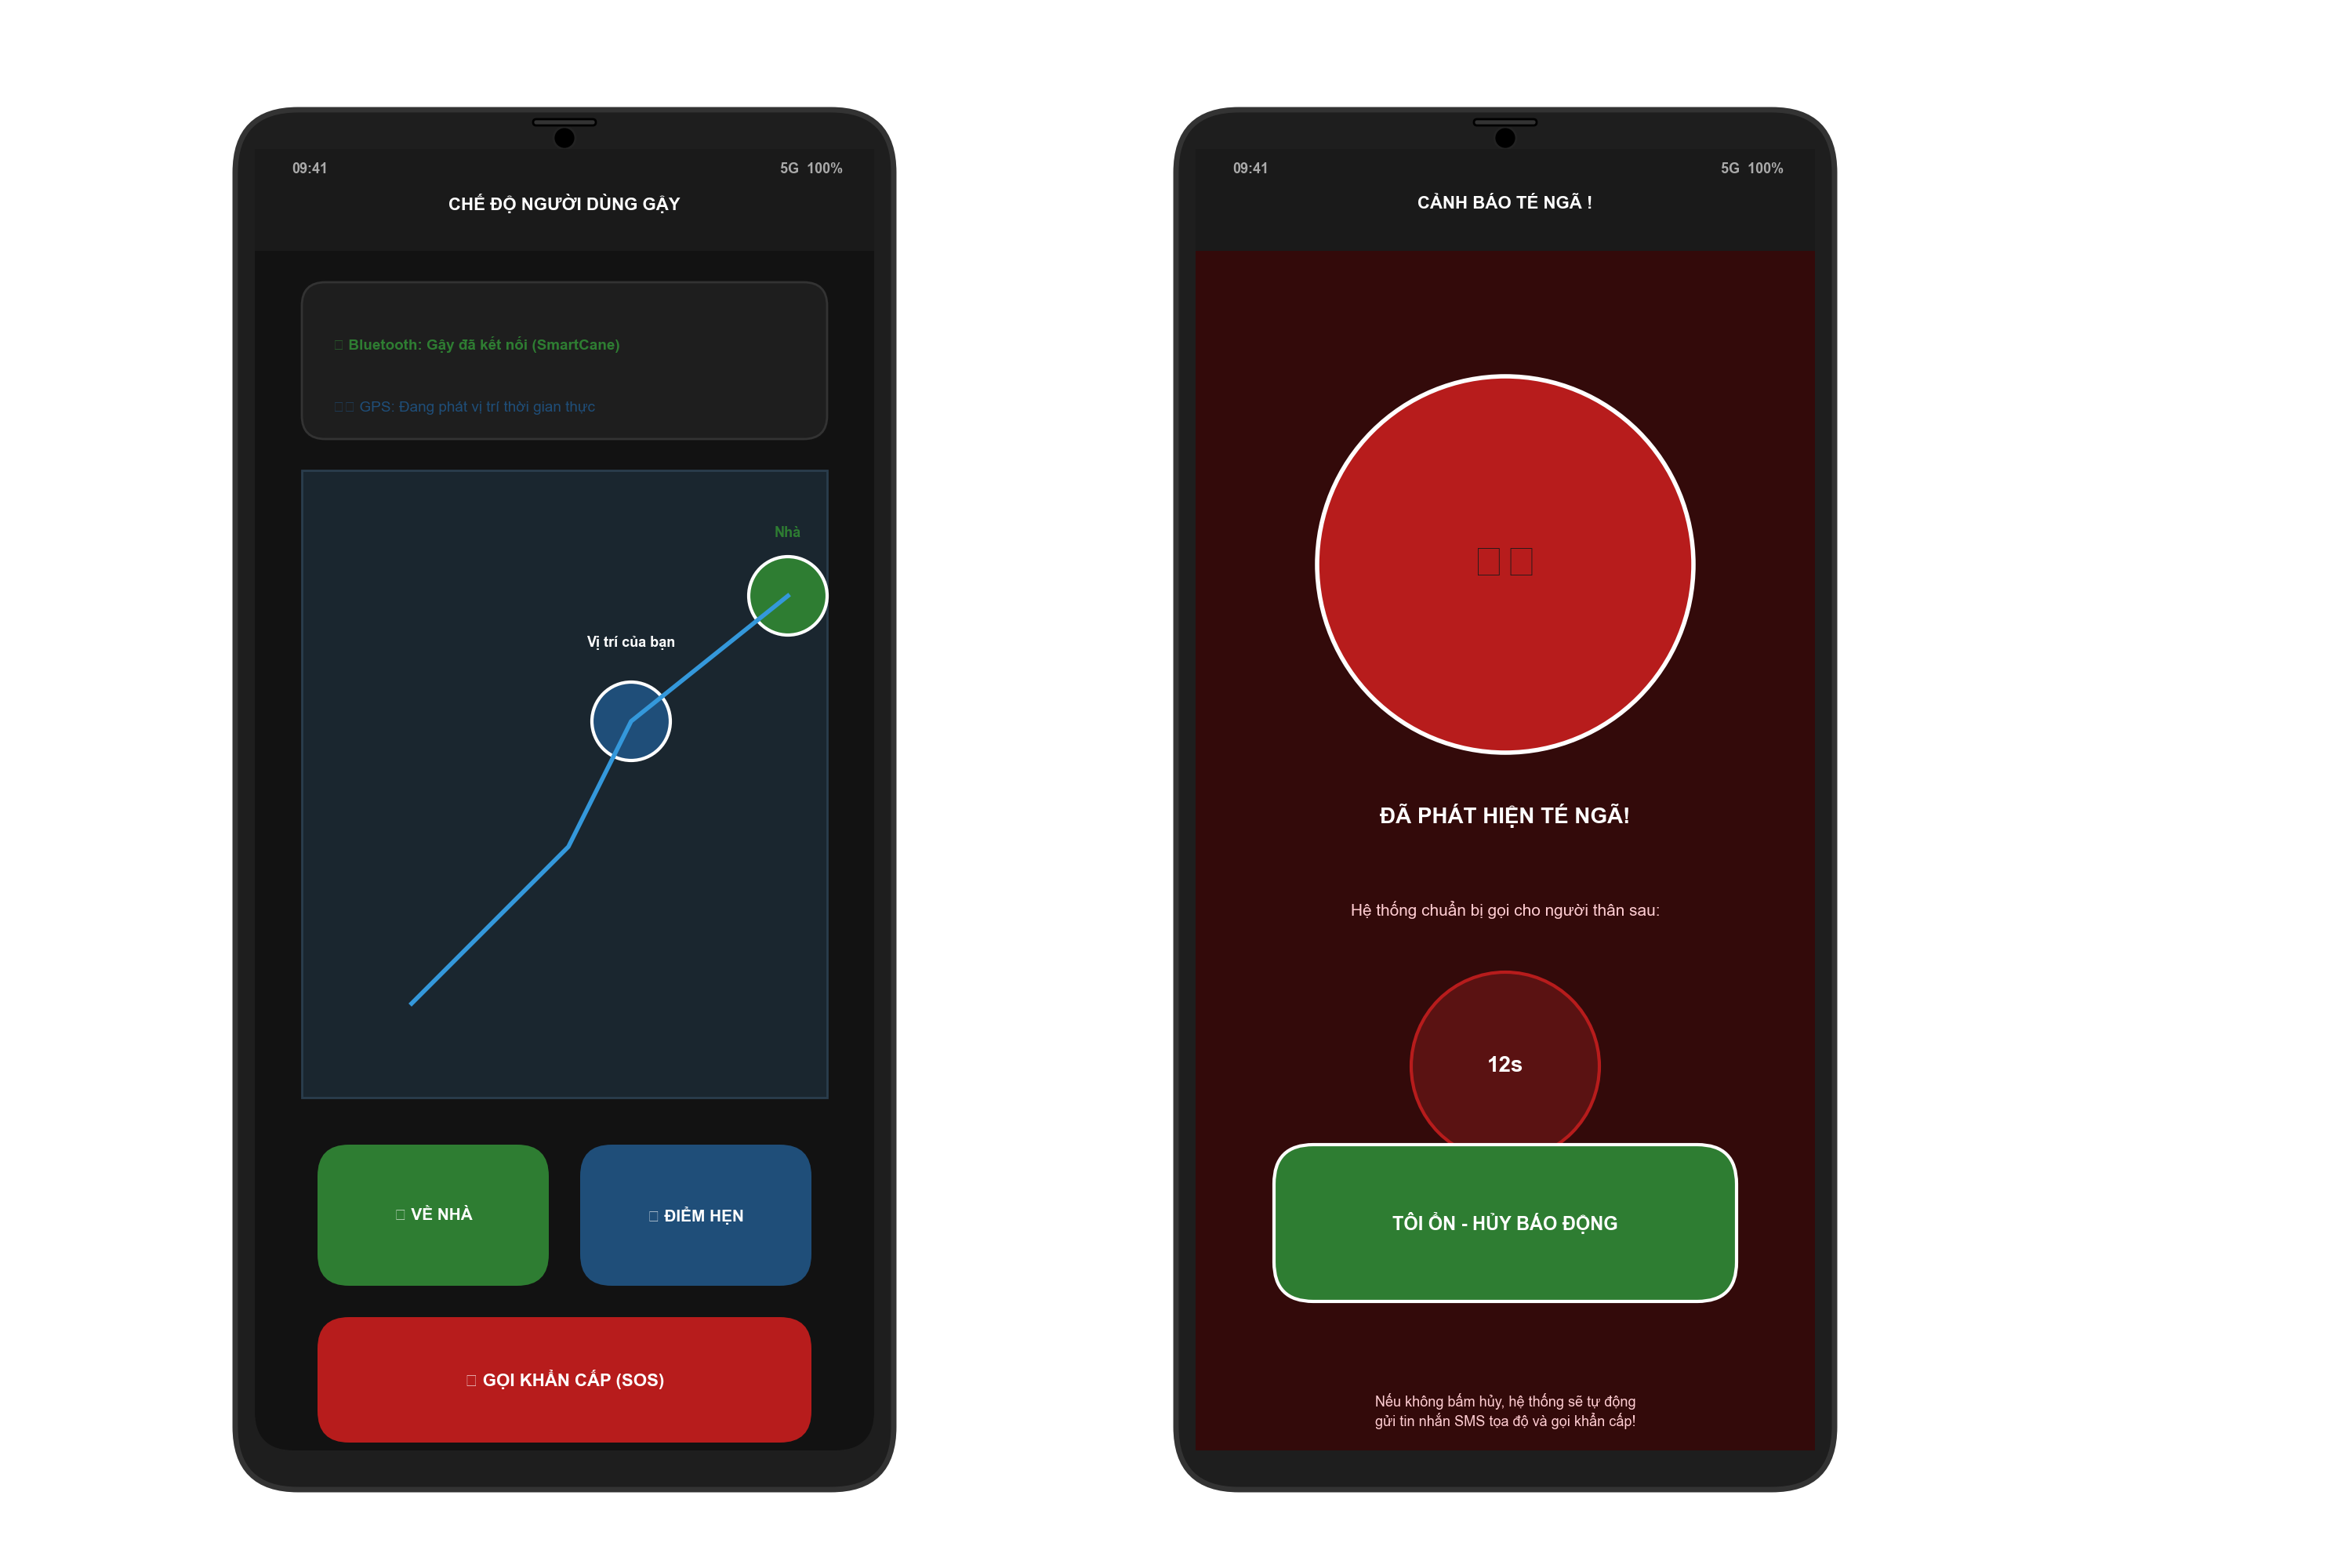 09:41
5G 100%
CHẾ ĐỘ NGƯỜI DÙNG GẬY
Bluetooth: Gậy đã kết nối (SmartCane)
GPS: Đang phát vị trí thời gian thực
Nhà
Vị trí của bạn
VỀ NHÀ
ĐIỂM HẸN
GỌI KHẨN CẤP (SOS)
09:41
5G 100%
CẢNH BÁO TÉ NGÃ !
ĐÃ PHÁT HIỆN TÉ NGÃ!
Hệ thống chuẩn bị gọi cho người thân sau:
12s
TÔI ỔN - HỦY BÁO ĐỘNG
Nếu không bấm hủy, hệ thống sẽ tự động
gửi tin nhắn SMS tọa độ và gọi khẩn cấp!